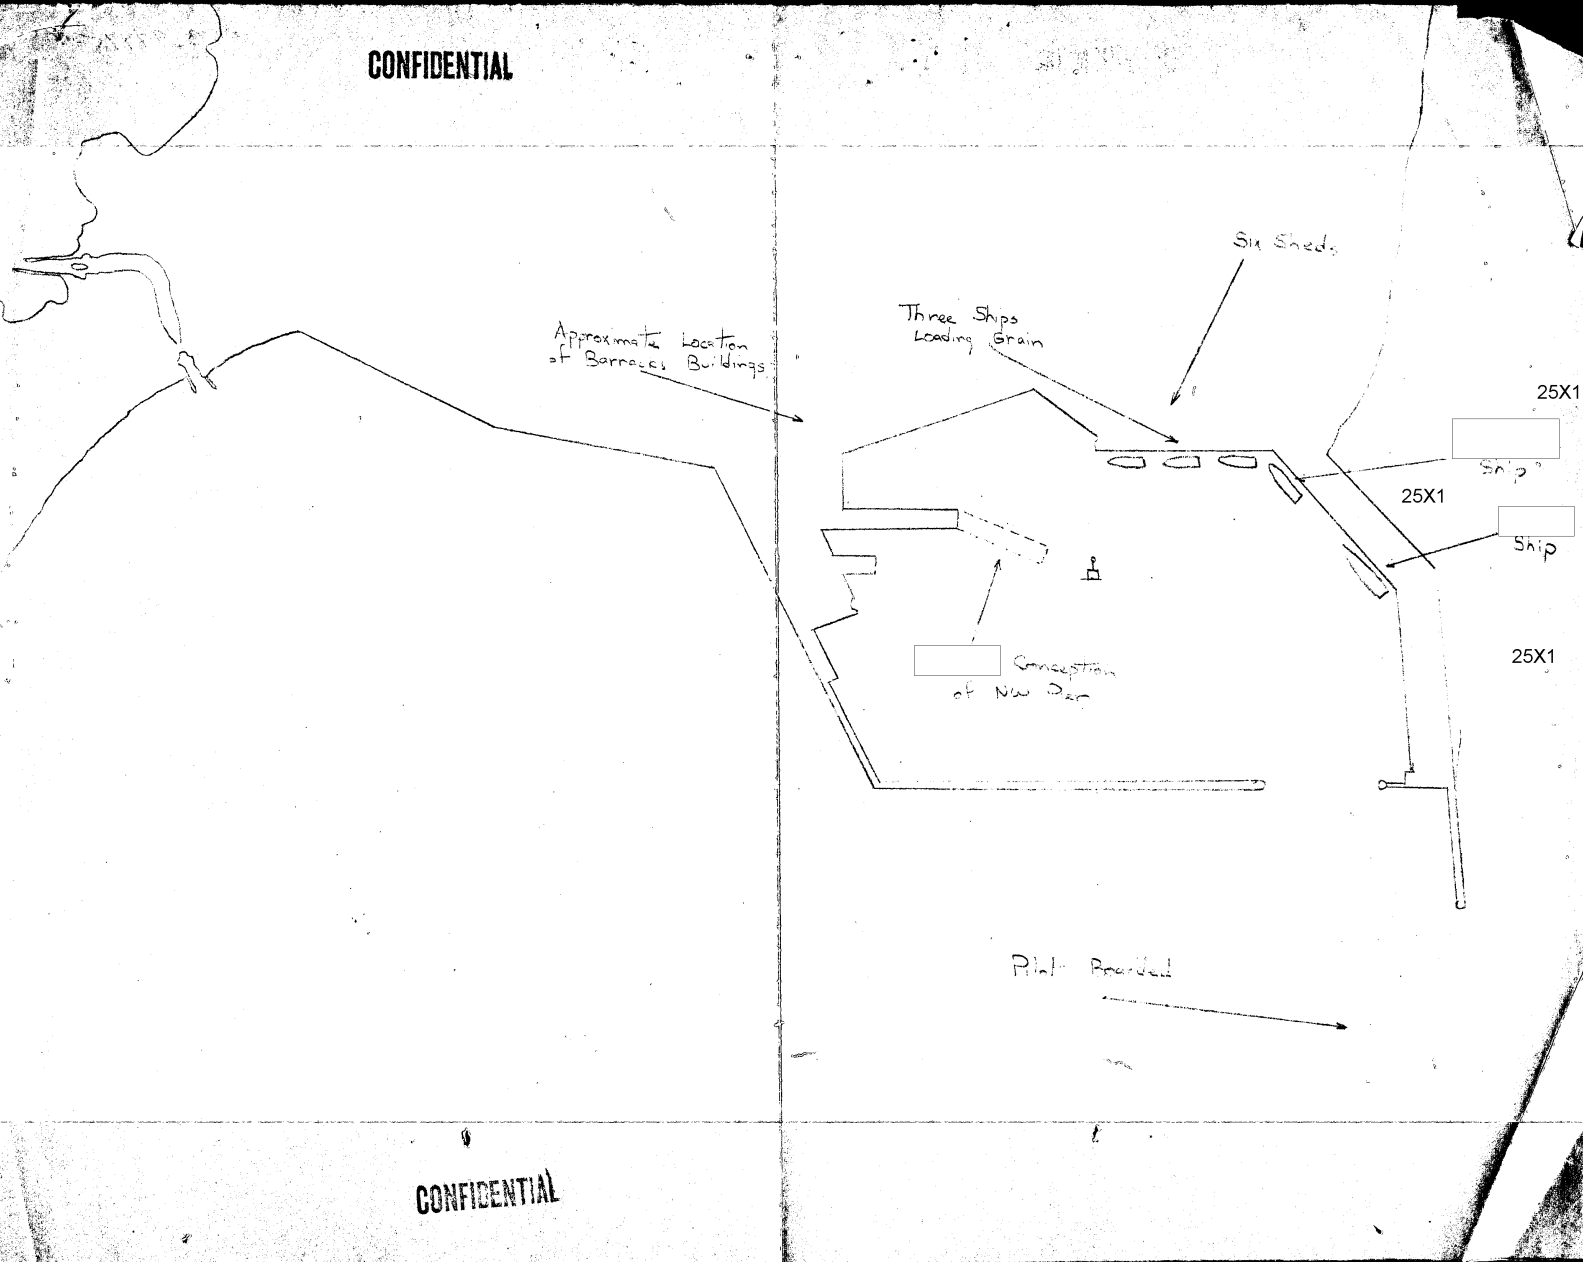 CONFIDENTIAL
Six Sheds
Three Ships
Loading Grain
Approximate Location
of Barracks Buildings
25X1
Ship
25X1
Ship
25X1
Conception
of New Pier
Pilot Boarded
CONFIDENTIAL